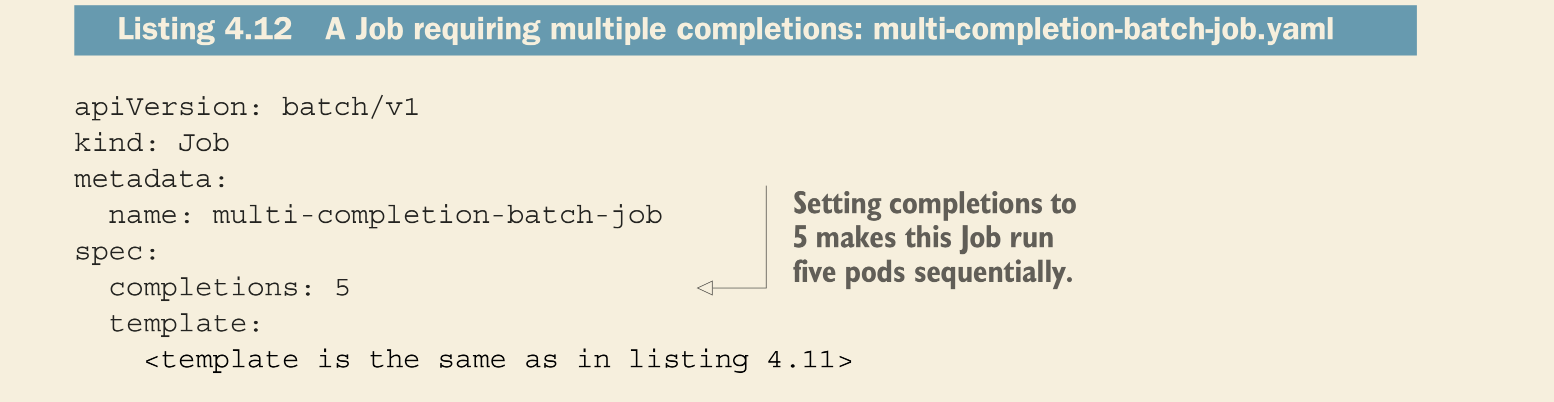 Listing 4.12 A Job requiring multiple completions: multi-completion-batch-job.yaml
apiVersion: batch/v1
kind: Job
metadata:
  name: multi-completion-batch-job
spec:
  completions: 5
  template:
    <template is the same as in listing 4.11>
Setting completions to
5 makes this Job run
five pods sequentially.